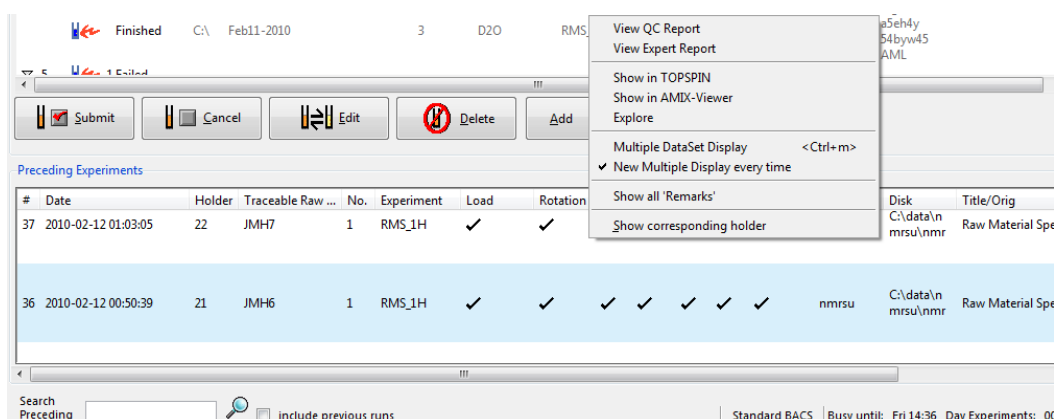 Finished C:\ Feb11-2010 3 D2O RMS_
a5eh4y
54byw45
AML
5 1 Failed
View QC Report
View Expert Report
Show in TOPSPIN
Show in AMIX-Viewer
Explore
Multiple DataSet Display <Ctrl+m>
New Multiple Display every time
Show all 'Remarks'
Show corresponding holder
Submit Cancel Edit Delete Add
Preceding Experiments
# Date Holder Traceable Raw ... No. Experiment Load Rotation Disk Title/Orig
37 2010-02-12 01:03:05 22 JMH7 1 RMS_1H C:\data\n Raw Material Spe
mrsu\nmr
36 2010-02-12 00:50:39 21 JMH6 1 RMS_1H nmrsu C:\data\n Raw Material Spe
mrsu\nmr
Search
Preceding include previous runs Standard BACS Busy until: Fri 14:36 Day Experiments: 00